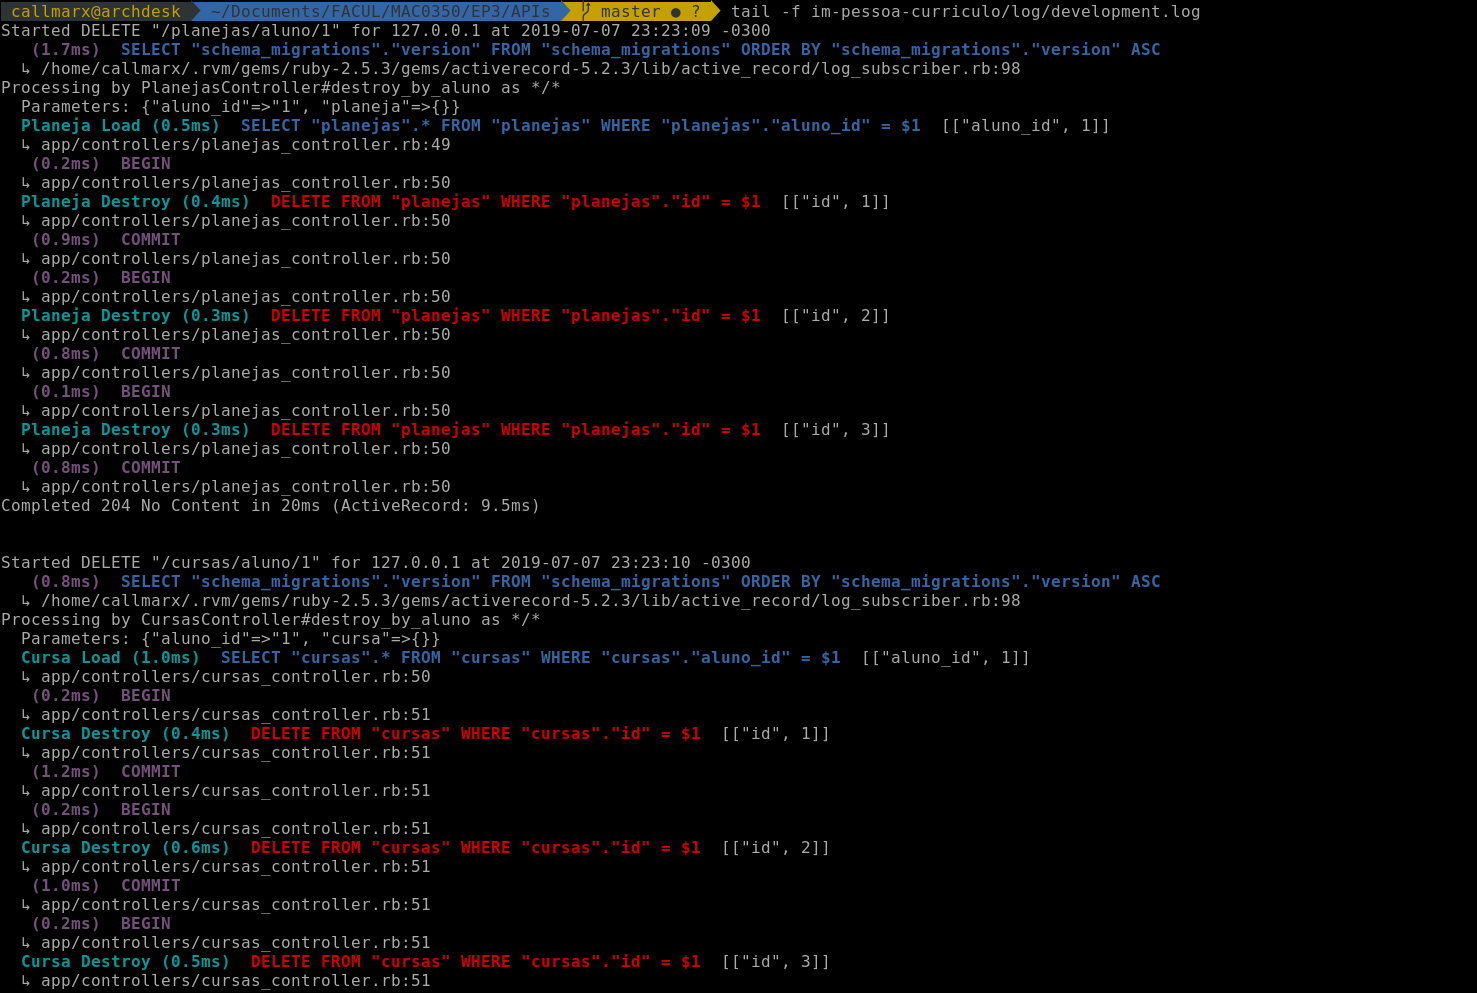 callmarx@archdesk ~/Documents/FACUL/MAC0350/EP3/APIs master ● ? tail -f im-pessoa-curriculo/log/development.log
Started DELETE "/planejas/aluno/1" for 127.0.0.1 at 2019-07-07 23:23:09 -0300
(1.7ms) SELECT "schema_migrations"."version" FROM "schema_migrations" ORDER BY "schema_migrations"."version" ASC
↳ /home/callmarx/.rvm/gems/ruby-2.5.3/gems/activerecord-5.2.3/lib/active_record/log_subscriber.rb:98
Processing by PlanejasController#destroy_by_aluno as */*
Parameters: {"aluno_id"=>"1", "planeja"=>{}}
Planeja Load (0.5ms) SELECT "planejas".* FROM "planejas" WHERE "planejas"."aluno_id" = $1 [["aluno_id", 1]]
↳ app/controllers/planejas_controller.rb:49
(0.2ms) BEGIN
↳ app/controllers/planejas_controller.rb:50
Planeja Destroy (0.4ms) DELETE FROM "planejas" WHERE "planejas"."id" = $1 [["id", 1]]
↳ app/controllers/planejas_controller.rb:50
(0.9ms) COMMIT
↳ app/controllers/planejas_controller.rb:50
(0.2ms) BEGIN
↳ app/controllers/planejas_controller.rb:50
Planeja Destroy (0.3ms) DELETE FROM "planejas" WHERE "planejas"."id" = $1 [["id", 2]]
↳ app/controllers/planejas_controller.rb:50
(0.8ms) COMMIT
↳ app/controllers/planejas_controller.rb:50
(0.1ms) BEGIN
↳ app/controllers/planejas_controller.rb:50
Planeja Destroy (0.3ms) DELETE FROM "planejas" WHERE "planejas"."id" = $1 [["id", 3]]
↳ app/controllers/planejas_controller.rb:50
(0.8ms) COMMIT
↳ app/controllers/planejas_controller.rb:50
Completed 204 No Content in 20ms (ActiveRecord: 9.5ms)
Started DELETE "/cursas/aluno/1" for 127.0.0.1 at 2019-07-07 23:23:10 -0300
(0.8ms) SELECT "schema_migrations"."version" FROM "schema_migrations" ORDER BY "schema_migrations"."version" ASC
↳ /home/callmarx/.rvm/gems/ruby-2.5.3/gems/activerecord-5.2.3/lib/active_record/log_subscriber.rb:98
Processing by CursasController#destroy_by_aluno as */*
Parameters: {"aluno_id"=>"1", "cursa"=>{}}
Cursa Load (1.0ms) SELECT "cursas".* FROM "cursas" WHERE "cursas"."aluno_id" = $1 [["aluno_id", 1]]
↳ app/controllers/cursas_controller.rb:50
(0.2ms) BEGIN
↳ app/controllers/cursas_controller.rb:51
Cursa Destroy (0.4ms) DELETE FROM "cursas" WHERE "cursas"."id" = $1 [["id", 1]]
↳ app/controllers/cursas_controller.rb:51
(1.2ms) COMMIT
↳ app/controllers/cursas_controller.rb:51
(0.2ms) BEGIN
↳ app/controllers/cursas_controller.rb:51
Cursa Destroy (0.6ms) DELETE FROM "cursas" WHERE "cursas"."id" = $1 [["id", 2]]
↳ app/controllers/cursas_controller.rb:51
(1.0ms) COMMIT
↳ app/controllers/cursas_controller.rb:51
(0.2ms) BEGIN
↳ app/controllers/cursas_controller.rb:51
Cursa Destroy (0.5ms) DELETE FROM "cursas" WHERE "cursas"."id" = $1 [["id", 3]]
↳ app/controllers/cursas_controller.rb:51